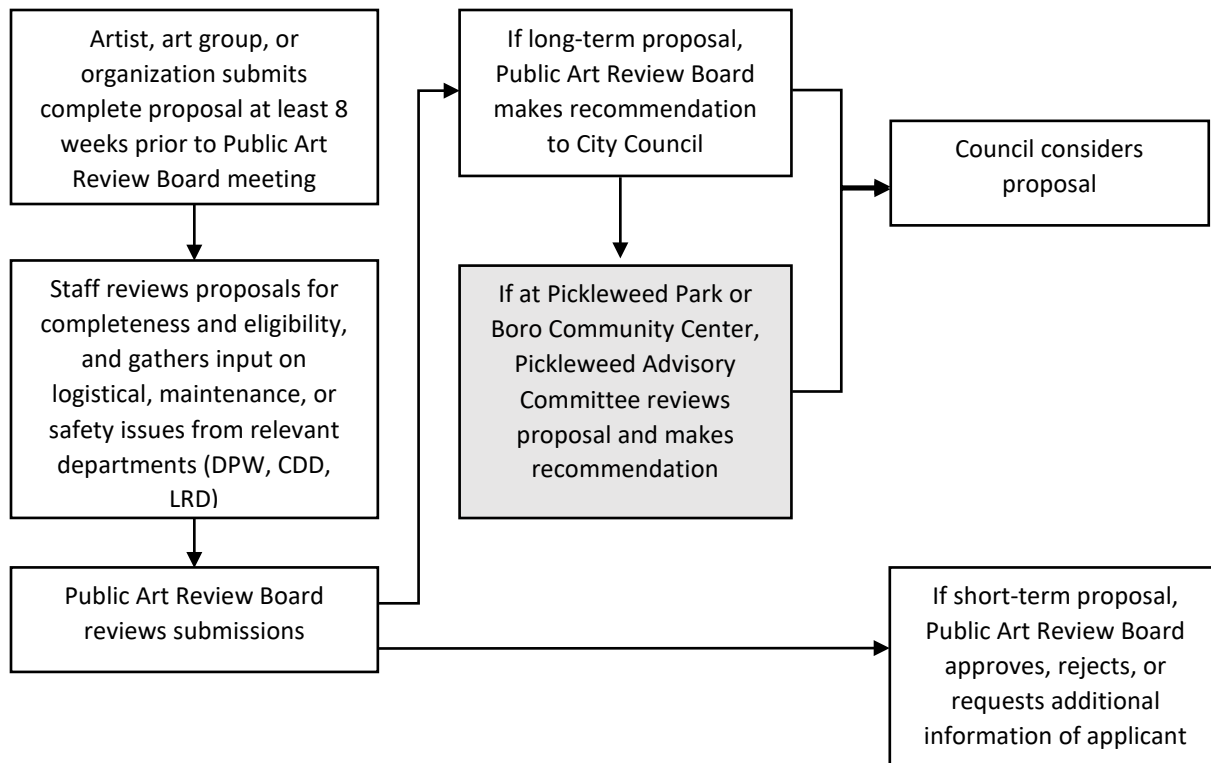 Artist, art group, or
organization submits
complete proposal at least 8
weeks prior to Public Art
Review Board meeting
Staff reviews proposals for
completeness and eligibility,
and gathers input on
logistical, maintenance, or
safety issues from relevant
departments (DPW, CDD,
LRD)
Public Art Review Board
reviews submissions
If long-term proposal,
Public Art Review Board
makes recommendation
to City Council
If at Pickleweed Park or
Boro Community Center,
Pickleweed Advisory
Committee reviews
proposal and makes
recommendation
Council considers
proposal
If short-term proposal,
Public Art Review Board
approves, rejects, or
requests additional
information of applicant